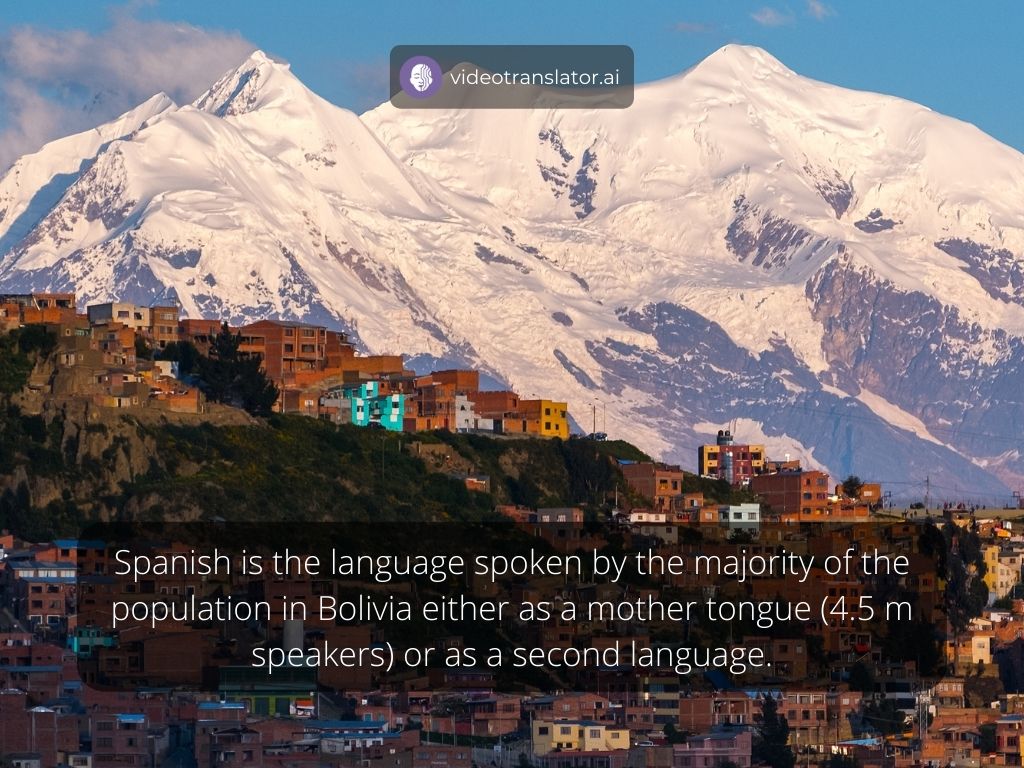 videotranslator.ai
Spanish is the language spoken by the majority of the
population in Bolivia either as a mother tongue (4.5 m
speakers) or as a second language.